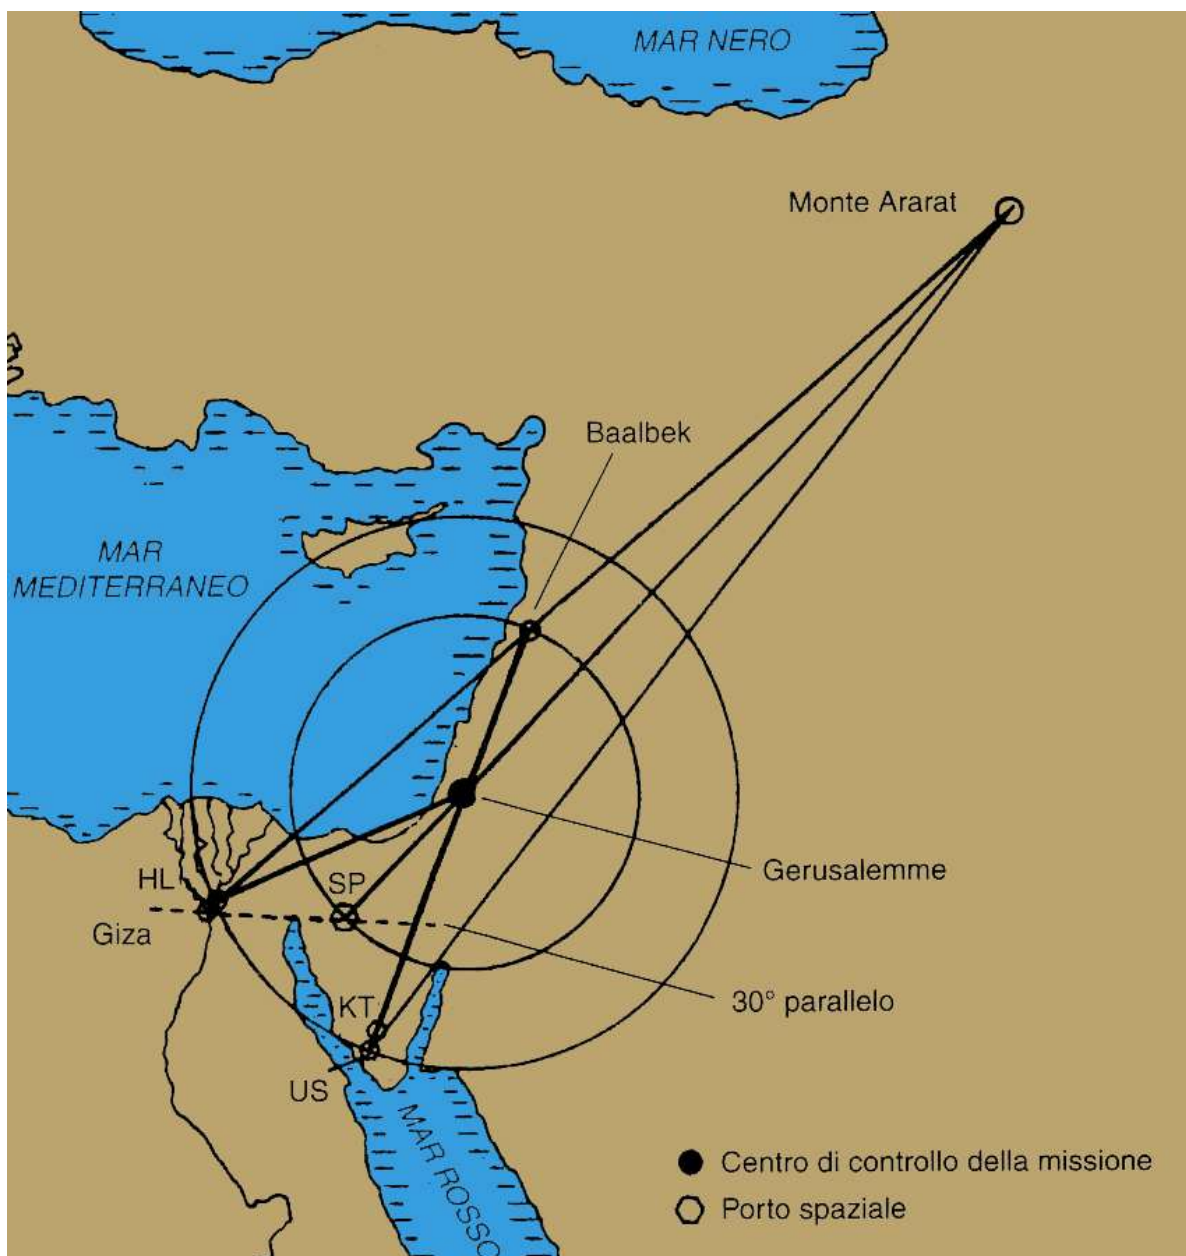 MAR NERO
Monte Ararat
Baalbek
MAR
MEDITERRANEO
HL
SP
Gerusalemme
Giza
30° parallelo
KT
US
MAR ROSSO
Centro di controllo della missione
Porto spaziale